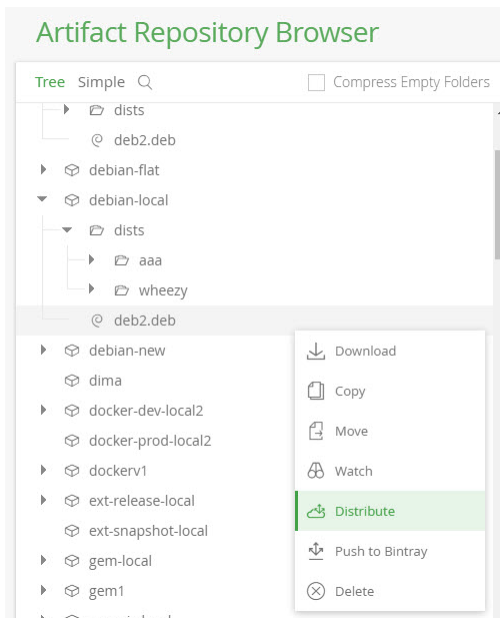 Artifact Repository Browser
Tree Simple Compress Empty Folders
dists
deb2.deb
debian-flat
debian-local
dists
aaa
wheezy
deb2.deb
debian-new
dima
docker-dev-local2
docker-prod-local2
dockerv1
ext-release-local
ext-snapshot-local
gem-local
gem1
Download
Copy
Move
Watch
Distribute
Push to Bintray
Delete